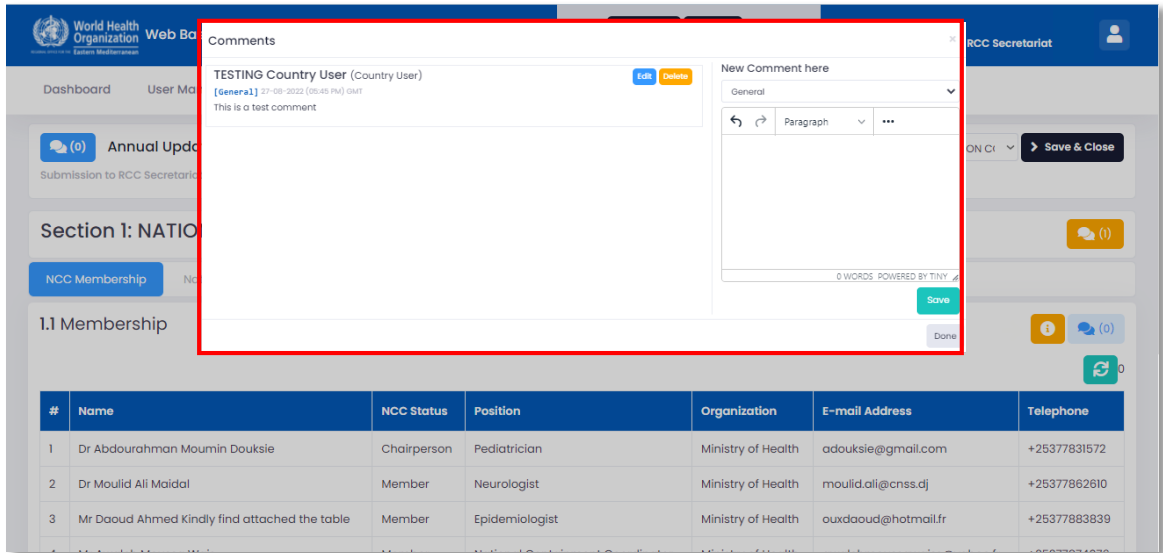 World Health
Organization
Eastern Mediterranean
Web Ba
RCC Secretariat
Dashboard
User Ma
Comments
×
TESTING Country User (Country User)
Edit
Delete
[General] 27-08-2022 (05:45 PM) GMT
This is a test comment
New Comment here
General
Paragraph
0 WORDS POWERED BY TINY
Save
Done
(0)
Annual Upda
ON C
Save & Close
Submission to RCC Secretaria
Section 1: NATIO
(1)
NCC Membership
No
1.1 Membership
(0)
0
# Name NCC Status Position Organization E-mail Address Telephone
1 Dr Abdourahman Moumin Douksie Chairperson Pediatrician Ministry of Health adouksie@gmail.com +25377831572
2 Dr Moulid Ali Maidal Member Neurologist Ministry of Health moulid.ali@cnss.dj +25377862610
3 Mr Daoud Ahmed Kindly find attached the table Member Epidemiologist Ministry of Health ouxdaoud@hotmail.fr +25377883839